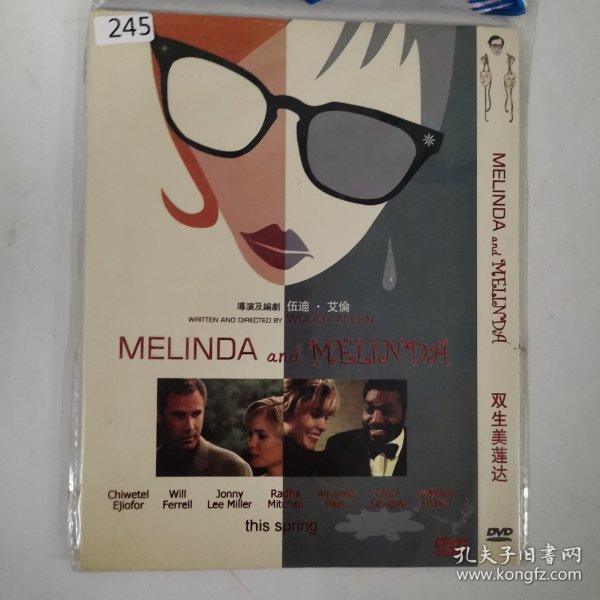 245
導演及編劇 伍迪・艾倫
WRITTEN AND DIRECTED BY WOODY ALLEN
MELINDA and MELINDA
Chiwetel Ejiofor
Will Ferrell
Jonny Lee Miller
Radha Mitchell
Amanda Peet
Chloe Sevigny
Wallace Shawn
this spring
DVD
MELINDA and MELINDA
双生美莲达
DVD
孔夫子旧书网
www.kongfz.com